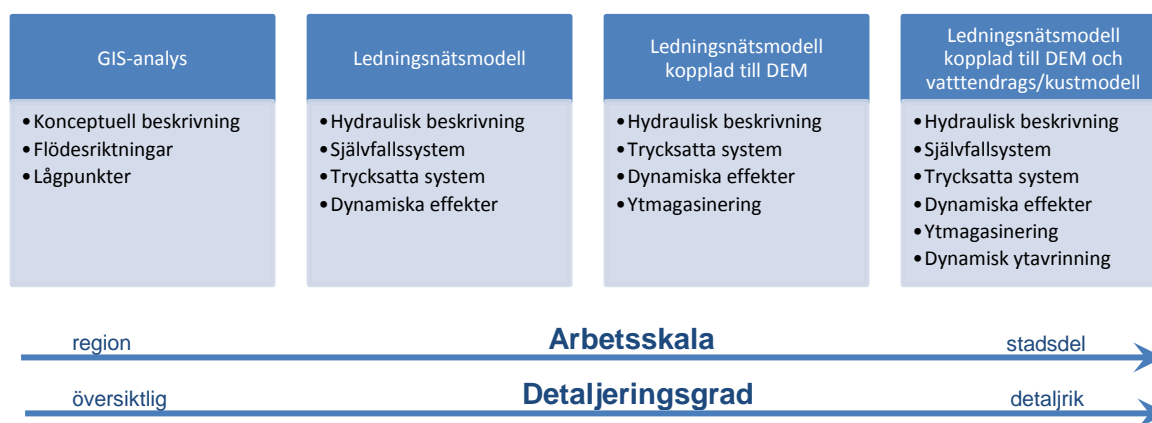 GIS-analys
• Konceptuell beskrivning
• Flödesriktningar
• Lågpunkter
Ledningsnätsmodell
• Hydraulisk beskrivning
• Självfallssystem
• Trycksatta system
• Dynamiska effekter
Ledningsnätsmodell
kopplad till DEM
• Hydraulisk beskrivning
• Trycksatta system
• Dynamiska effekter
• Ytmagasinering
Ledningsnätsmodell
kopplad till DEM och
vatttendrags/kustmodell
• Hydraulisk beskrivning
• Självfallsystem
• Trycksatta system
• Dynamiska effekter
• Ytmagasinering
• Dynamisk ytavrinning
region Arbetsskala stadsdel
översiktlig Detaljeringsgrad detaljrik